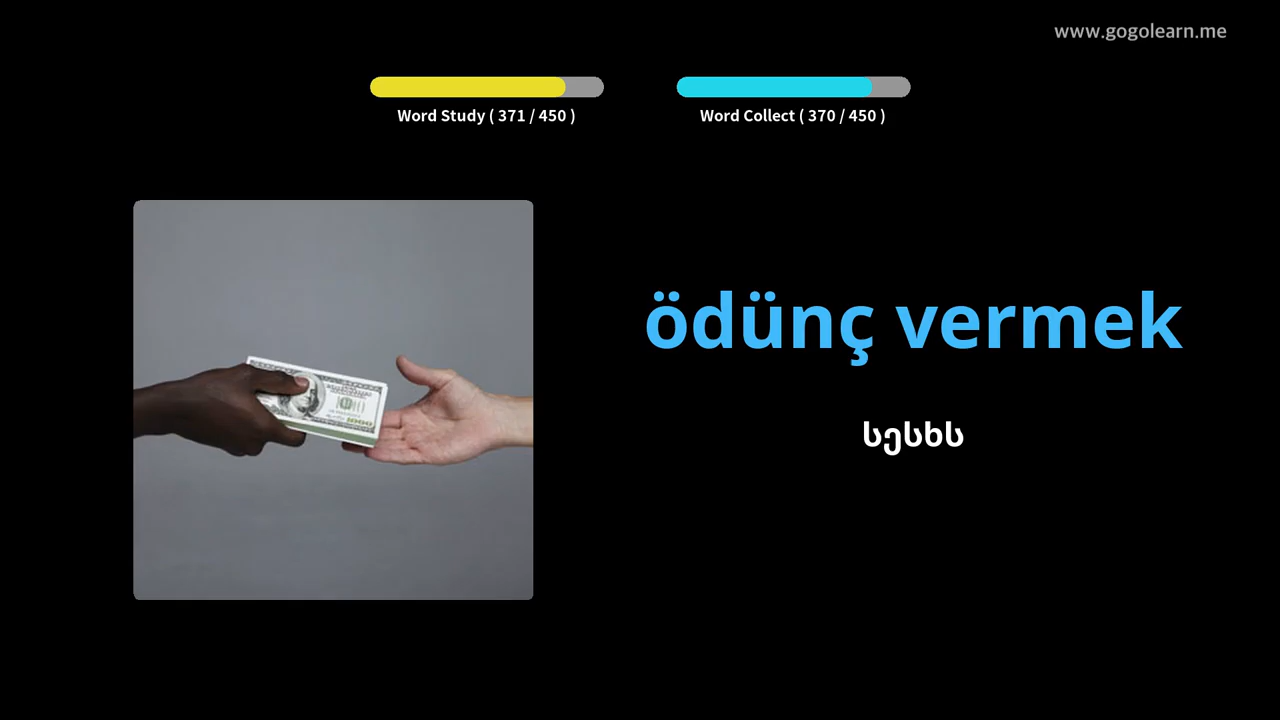 www.gogolearn.me
Word Study ( 371 / 450 )
Word Collect ( 370 / 450 )
ödünç vermek
სესხს